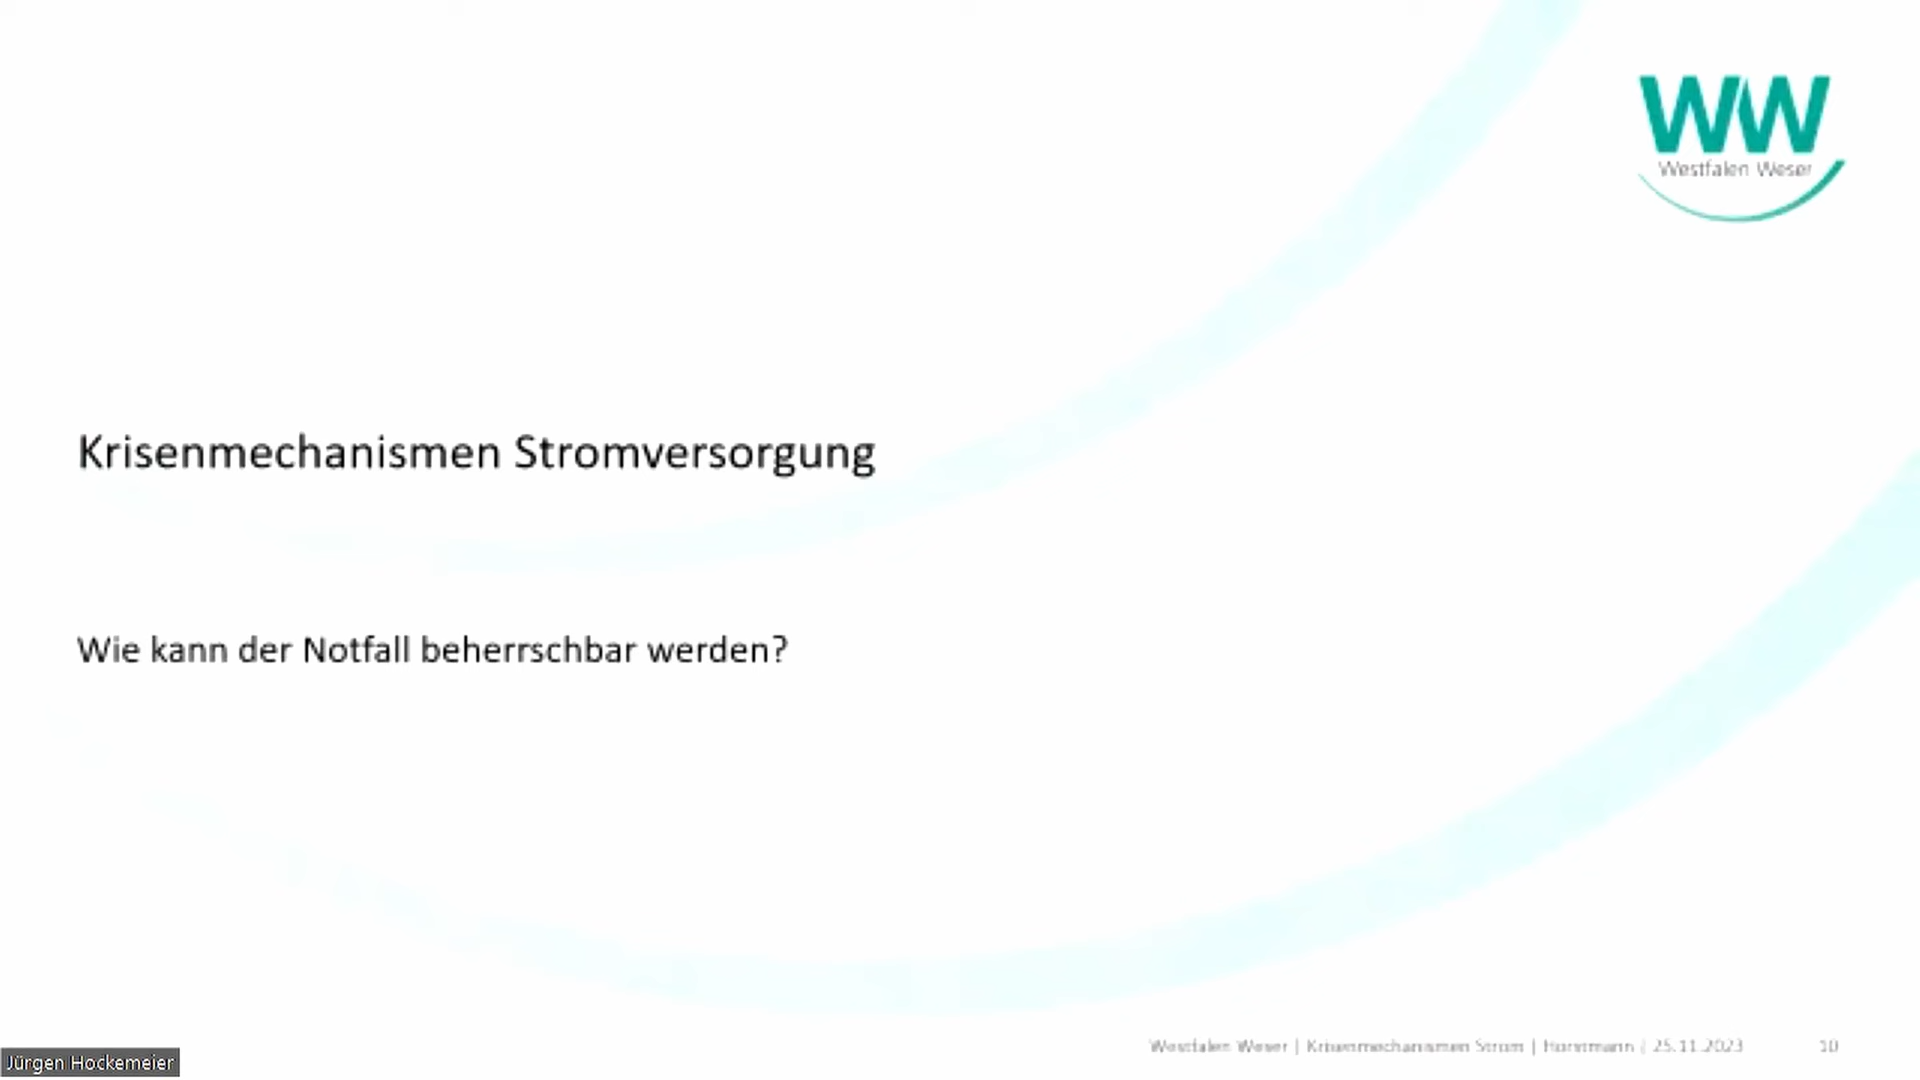 WW
Westfalen Weser
Krisenmechanismen Stromversorgung
Wie kann der Notfall beherrschbar werden?
Westfalen Weser | Krisenmechanismen Strom | Horstmann | 25.11.2023 10
Jürgen Hockemeier